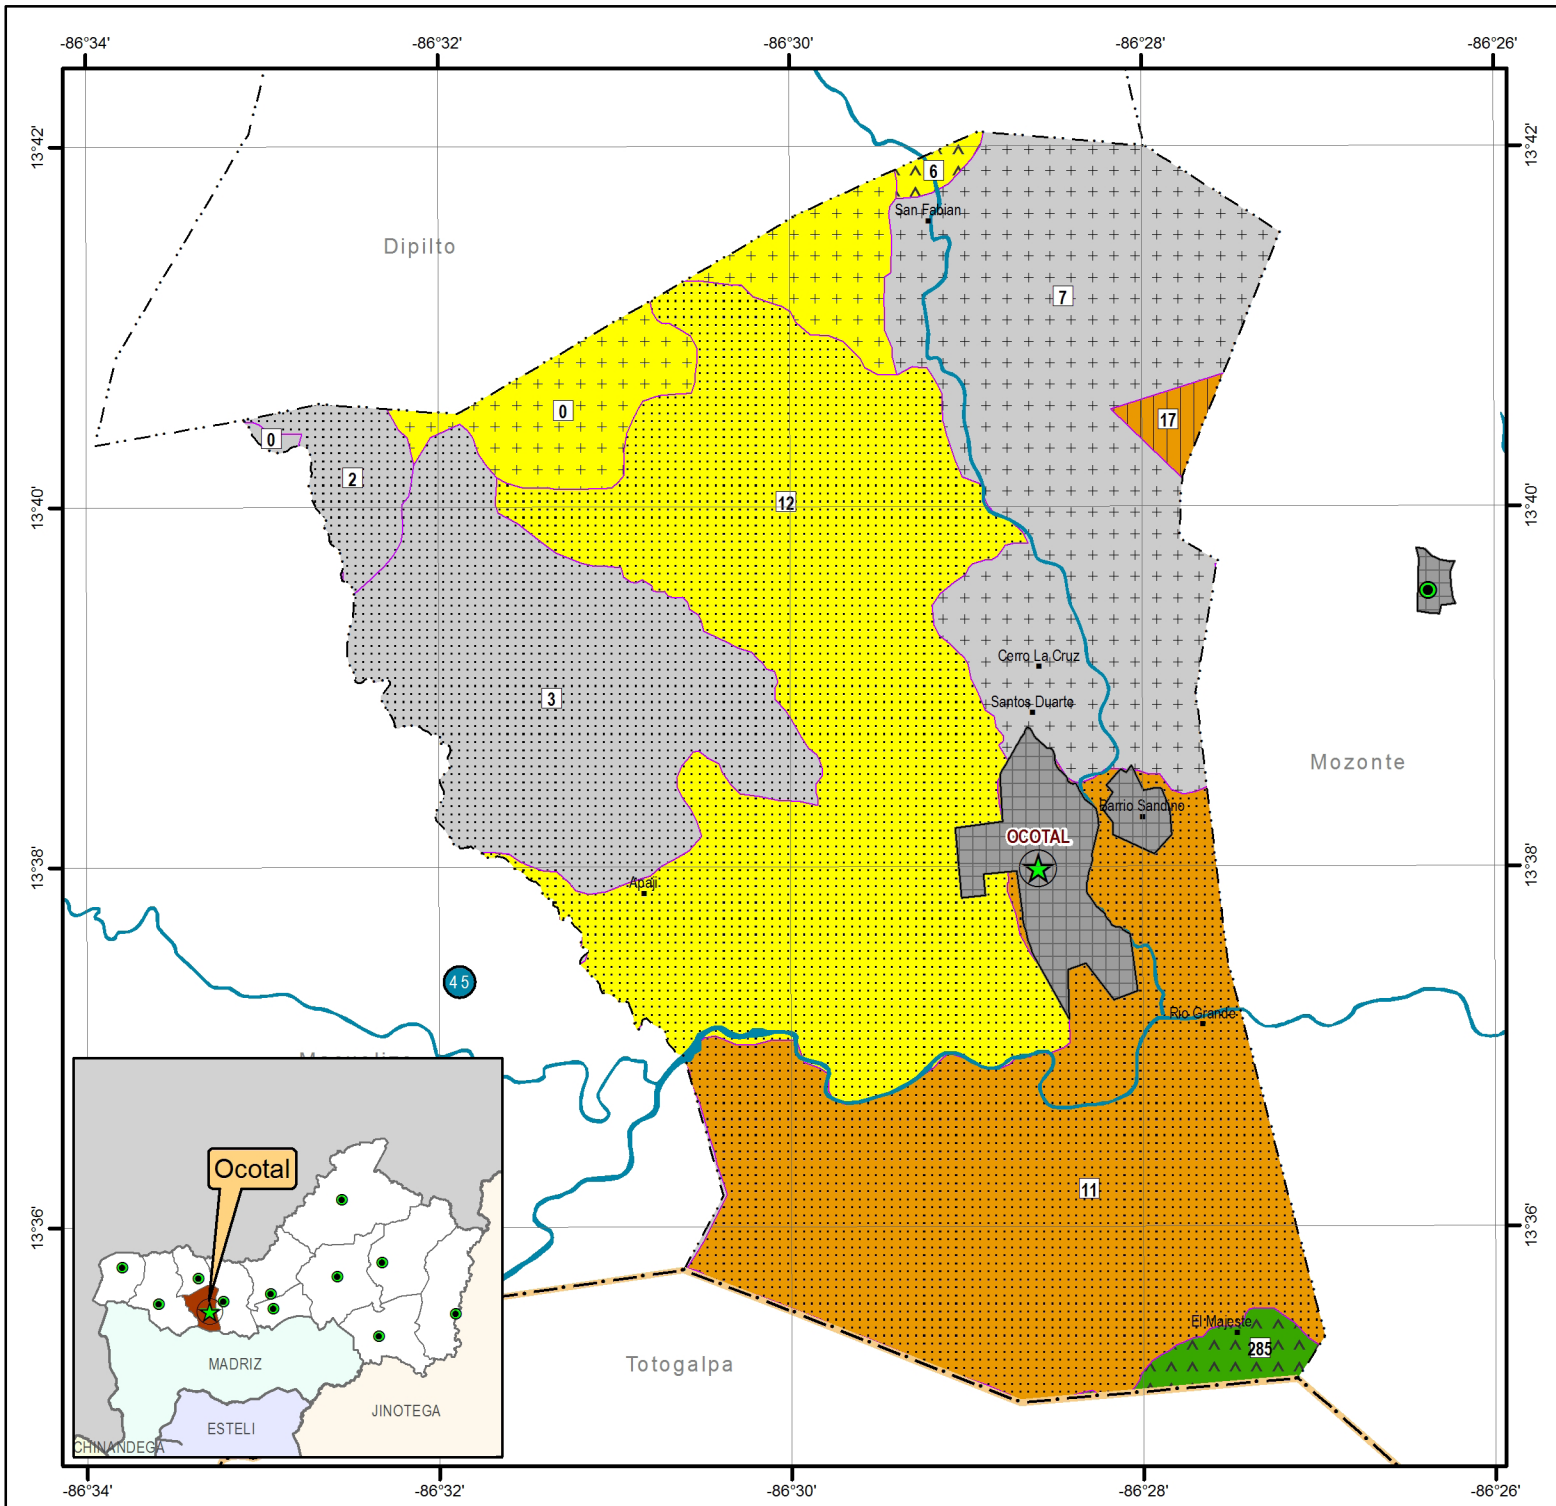 -86°34' -86°32' -86°30' -86°28' -86°26'
13°42' 13°42'
6
San Fabian
Dipilto
7
0
17
0
2
12
13°40' 13°40'
Cerro La Cruz
3
Santos Duarte
Mozonte
Barrio Sandino
OCOTAL
13°38' 13°38'
Apaji
45
Rio Grande
Ocotal
11
13°36' 13°36'
El Majeste
285
MADRIZ
Totogalpa
JINOTEGA
ESTELI
CHINANDEGA
-86°34' -86°32' -86°30' -86°28' -86°26'